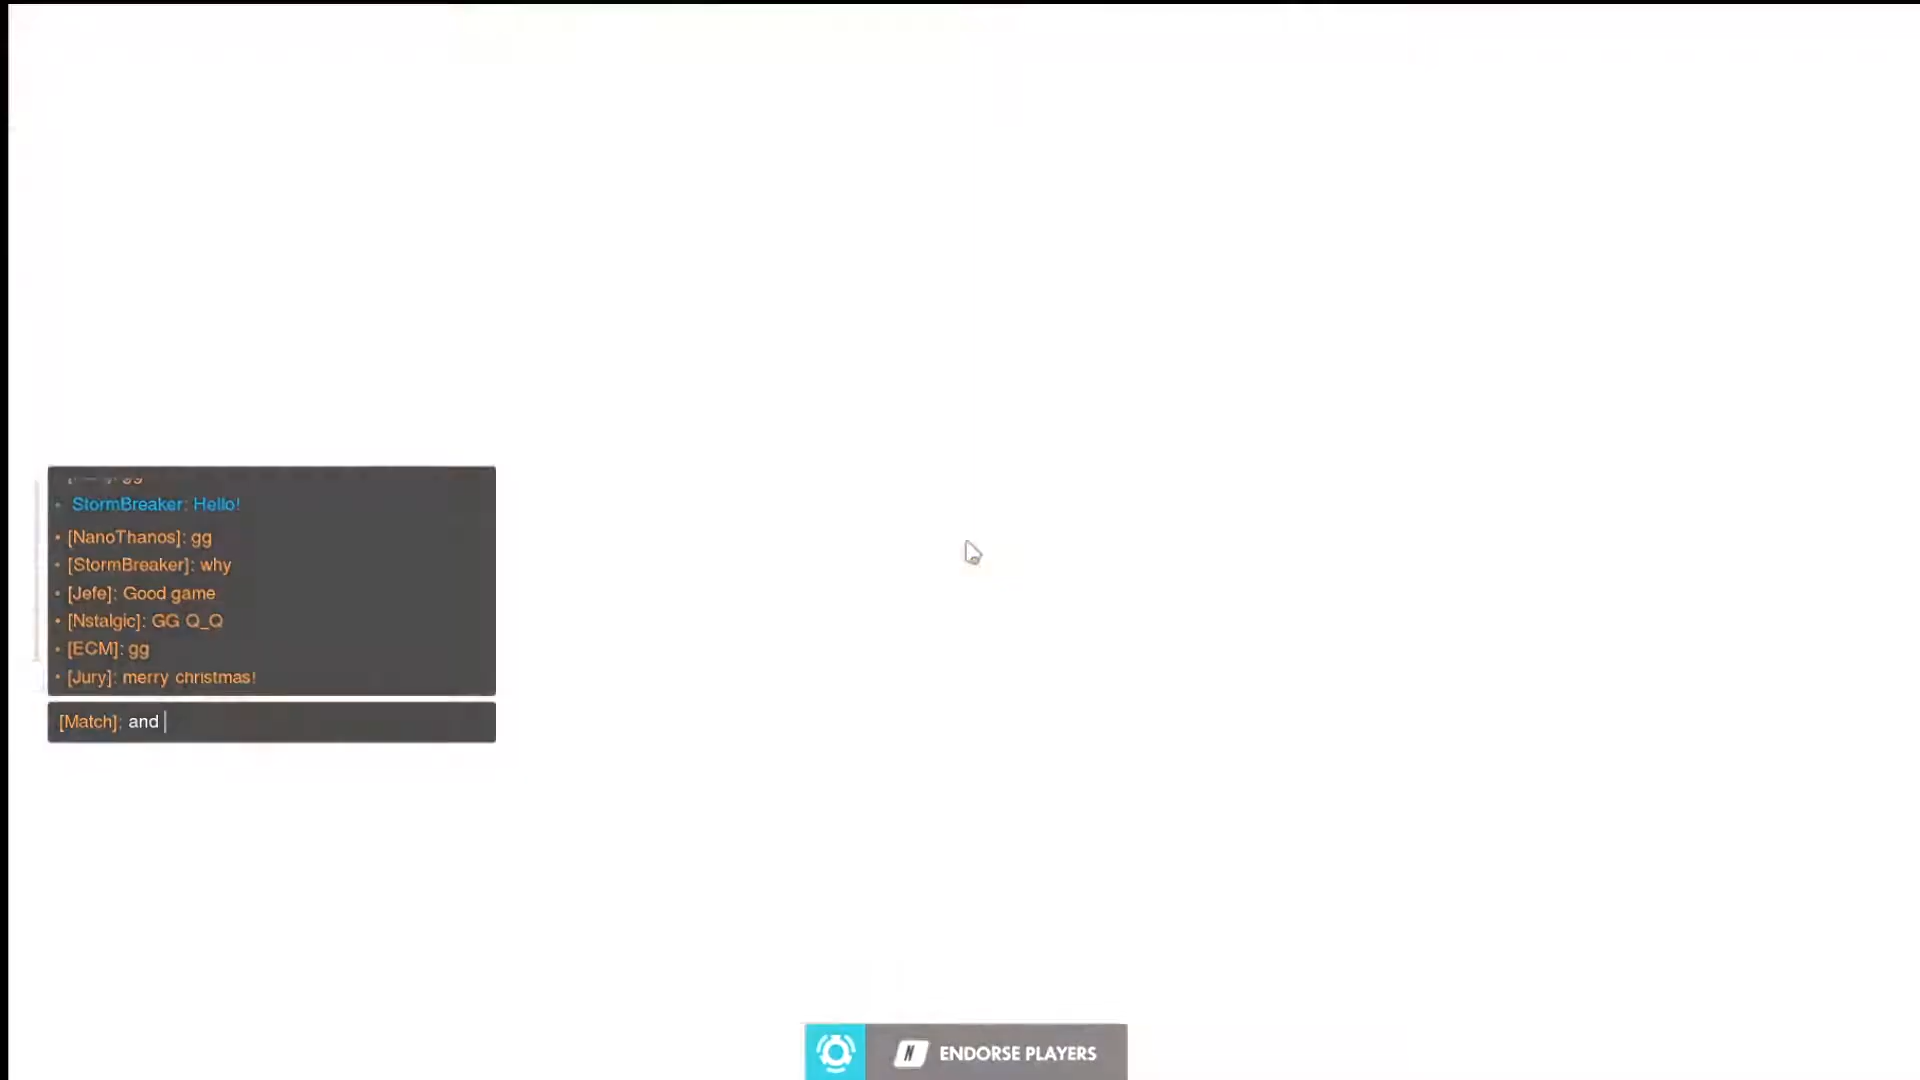 StormBreaker: Hello!
[NanoThanos]: gg
[StormBreaker]: why
[Jefe]: Good game
[Nstalgic]: GG Q_Q
[ECM]: gg
[Jury]: merry christmas!
[Match]: and
N ENDORSE PLAYERS